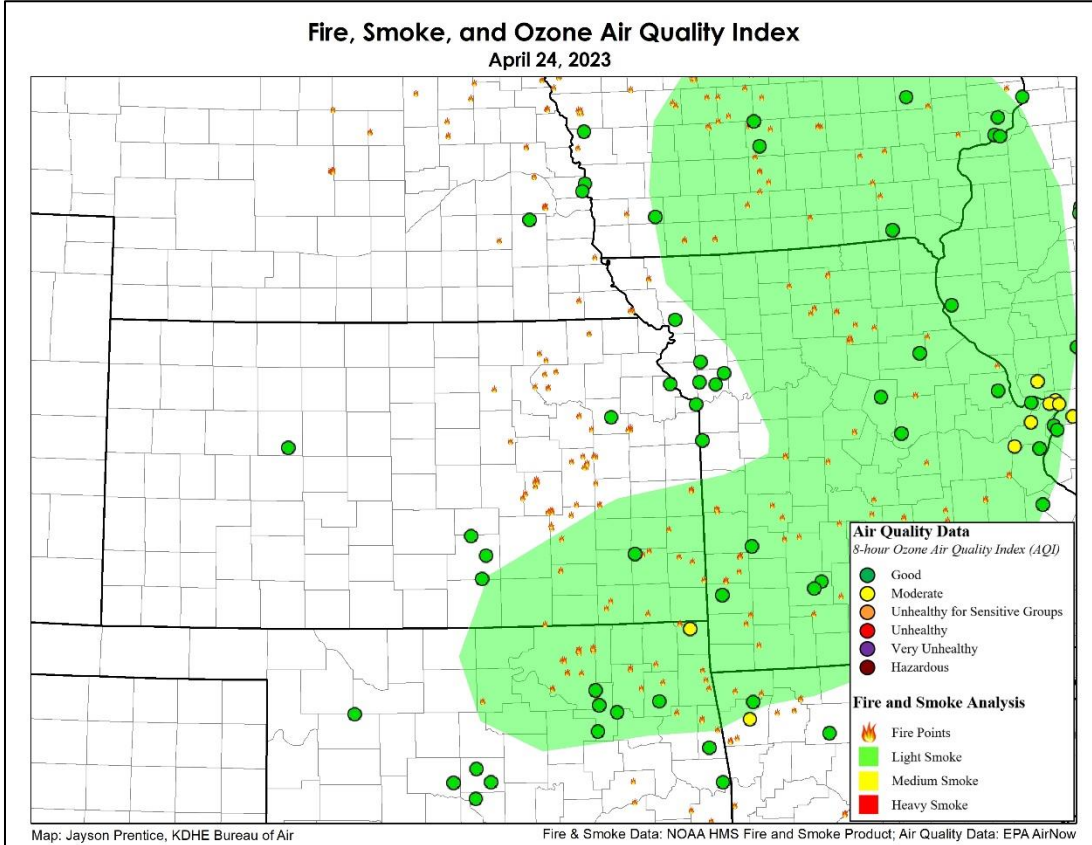 Fire, Smoke, and Ozone Air Quality Index
April 24, 2023
Air Quality Data
8-hour Ozone Air Quality Index (AQI)
Good
Moderate
Unhealthy for Sensitive Groups
Unhealthy
Very Unhealthy
Hazardous
Fire and Smoke Analysis
Fire Points
Light Smoke
Medium Smoke
Heavy Smoke
Map: Jayson Prentice, KDHE Bureau of Air
Fire & Smoke Data: NOAA HMS Fire and Smoke Product; Air Quality Data: EPA AirNow